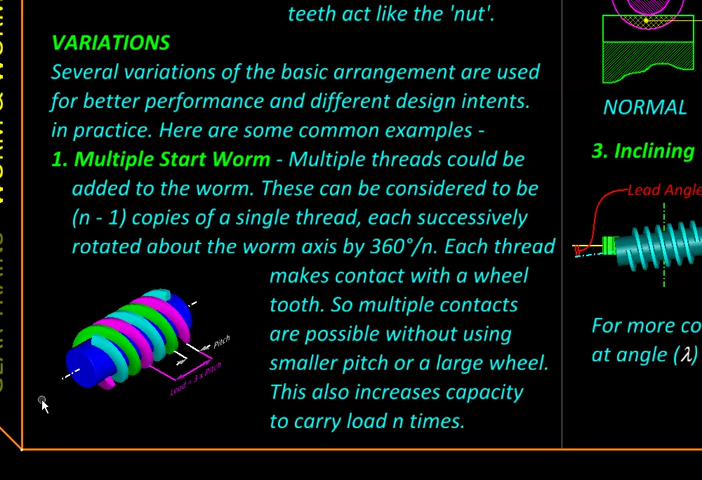 teeth act like the 'nut'.
VARIATIONS
Several variations of the basic arrangement are used
for better performance and different design intents.
in practice. Here are some common examples -
1. Multiple Start Worm - Multiple threads could be
added to the worm. These can be considered to be
(n - 1) copies of a single thread, each successively
rotated about the worm axis by 360°/n. Each thread
makes contact with a wheel
tooth. So multiple contacts
are possible without using
smaller pitch or a large wheel.
This also increases capacity
to carry load n times.
Pitch
Lead = 3 x Pitch
NORMAL
3. Inclining
Lead Angle
For more co
at angle (λ)